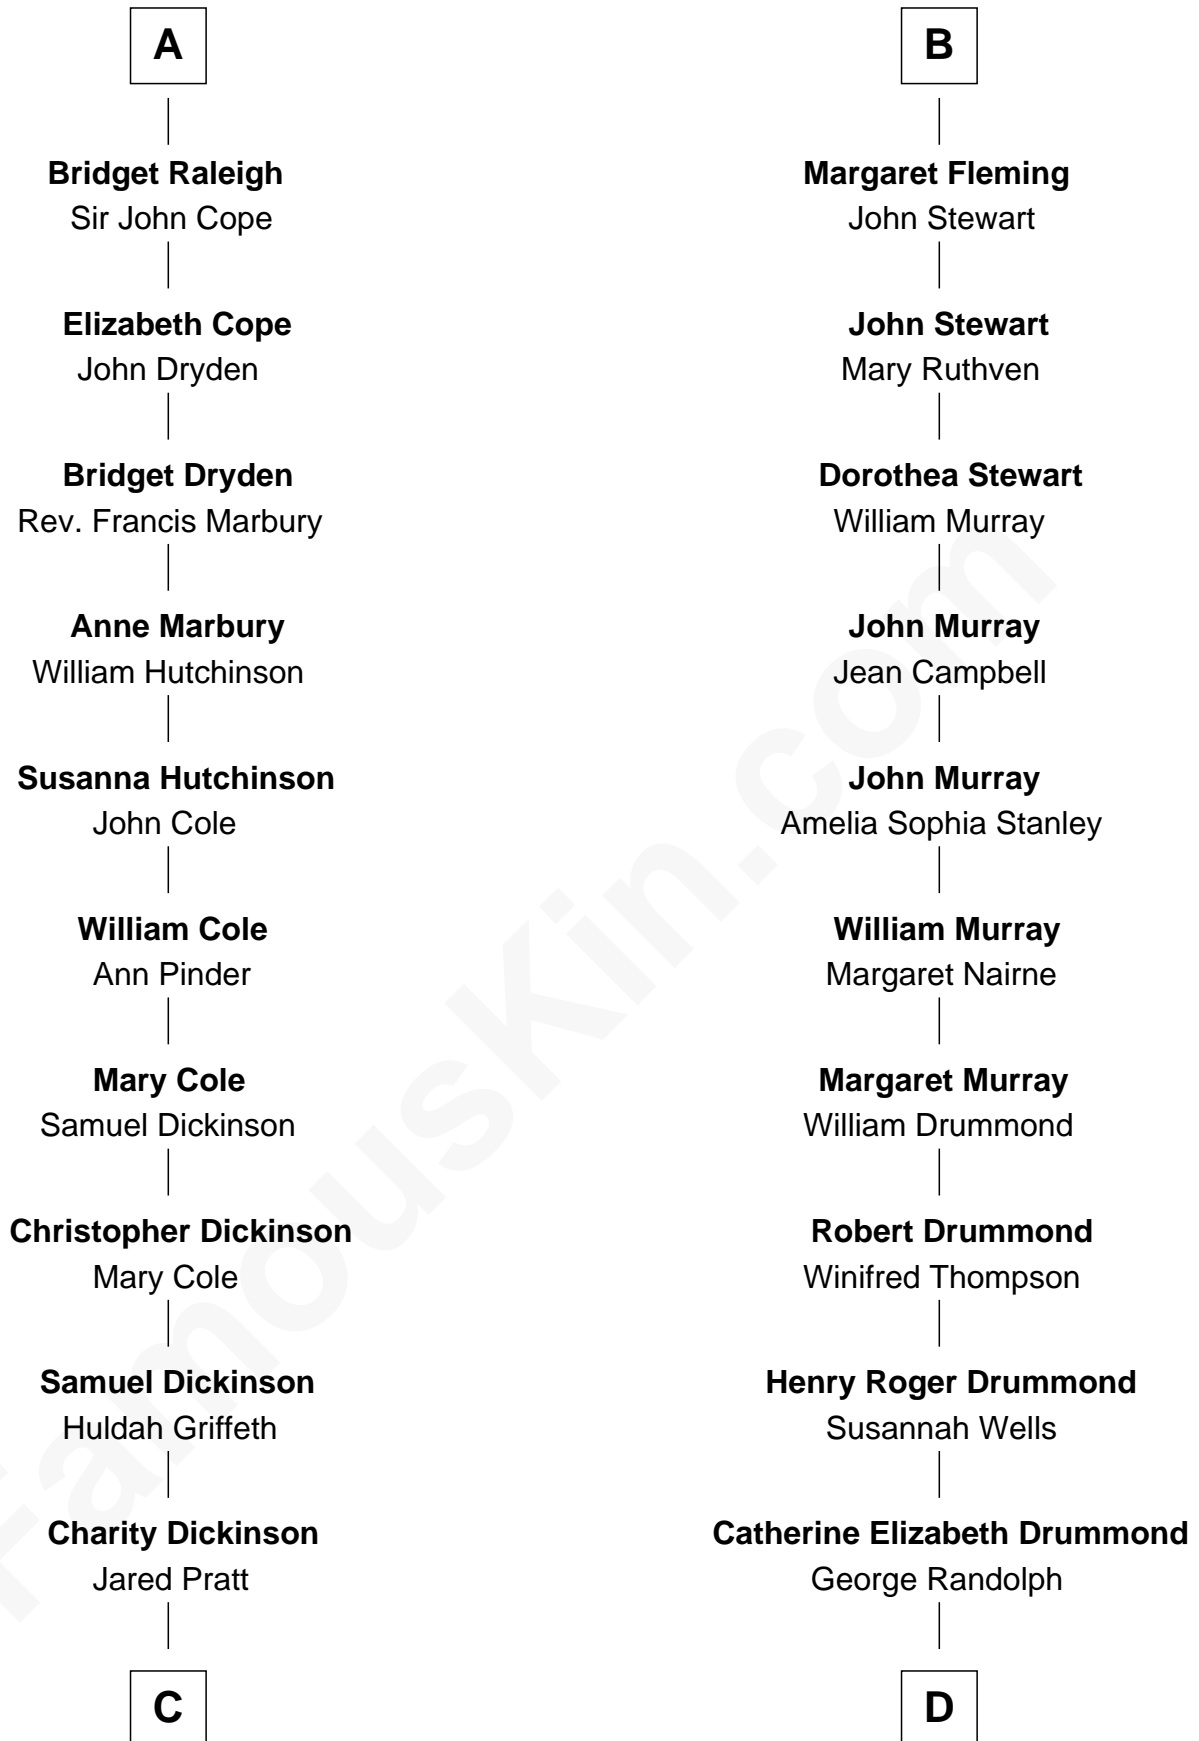 A
Bridget Raleigh
Sir John Cope
Elizabeth Cope
John Dryden
Bridget Dryden
Rev. Francis Marbury
Anne Marbury
William Hutchinson
Susanna Hutchinson
John Cole
William Cole
Ann Pinder
Mary Cole
Samuel Dickinson
Christopher Dickinson
Mary Cole
Samuel Dickinson
Huldah Griffeth
Charity Dickinson
Jared Pratt
C
B
Margaret Fleming
John Stewart
John Stewart
Mary Ruthven
Dorothea Stewart
William Murray
John Murray
Jean Campbell
John Murray
Amelia Sophia Stanley
William Murray
Margaret Nairne
Margaret Murray
William Drummond
Robert Drummond
Winifred Thompson
Henry Roger Drummond
Susannah Wells
Catherine Elizabeth Drummond
George Randolph
D
FamousKin.com